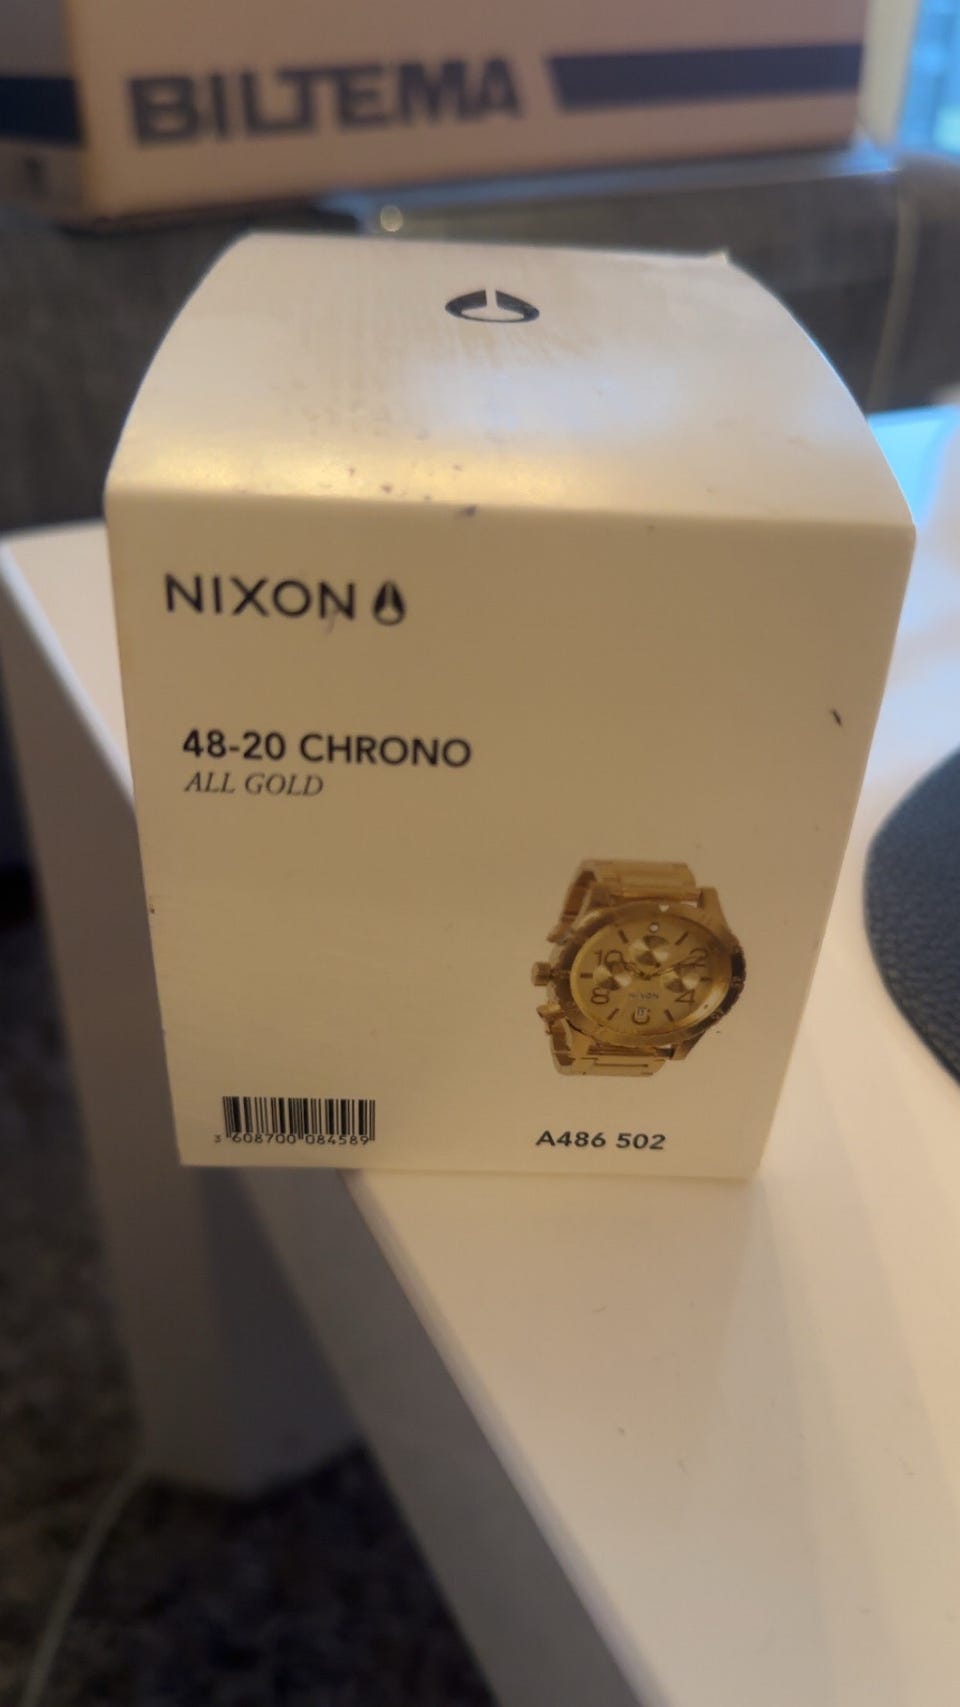 BILTEMA
NIXON
48-20 CHRONO
ALL GOLD
3 608700 084589
A486 502